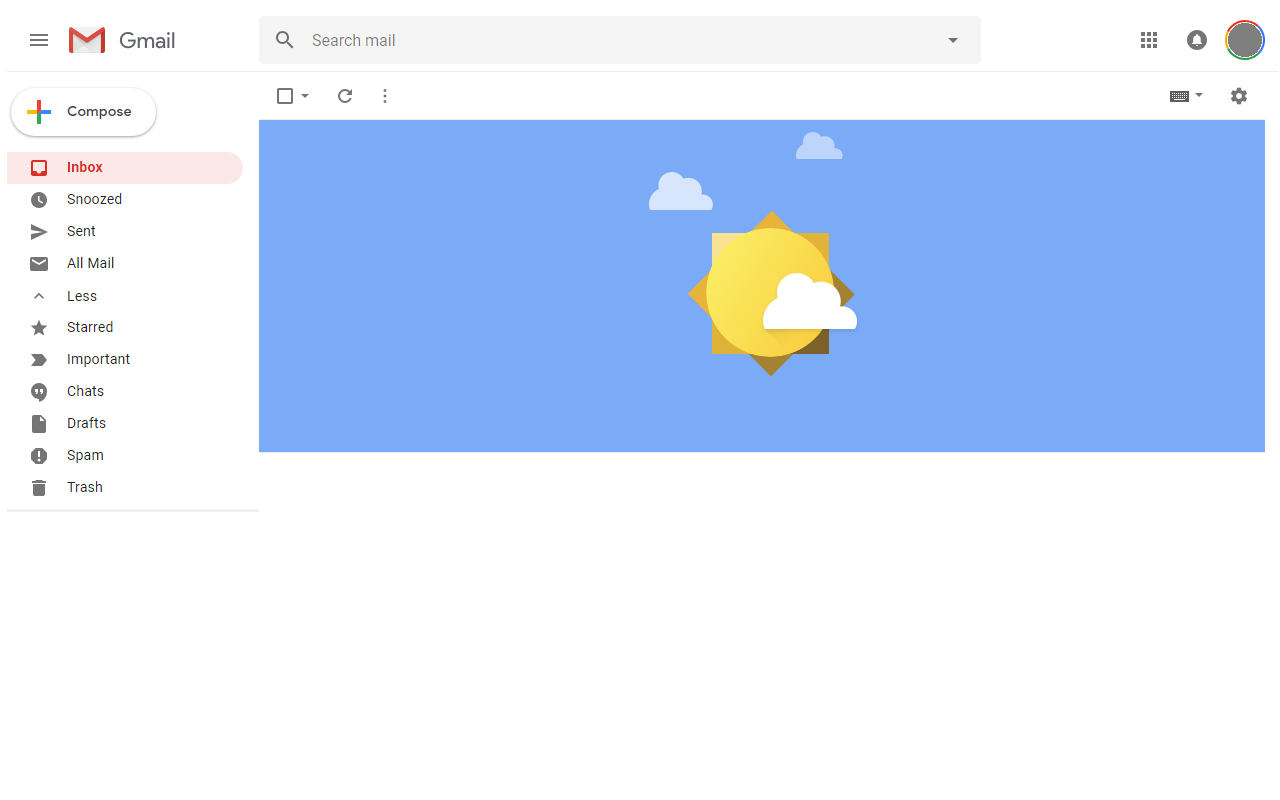 Gmail
Search mail
Compose
Inbox
Snoozed
Sent
All Mail
Less
Starred
Important
Chats
Drafts
Spam
Trash